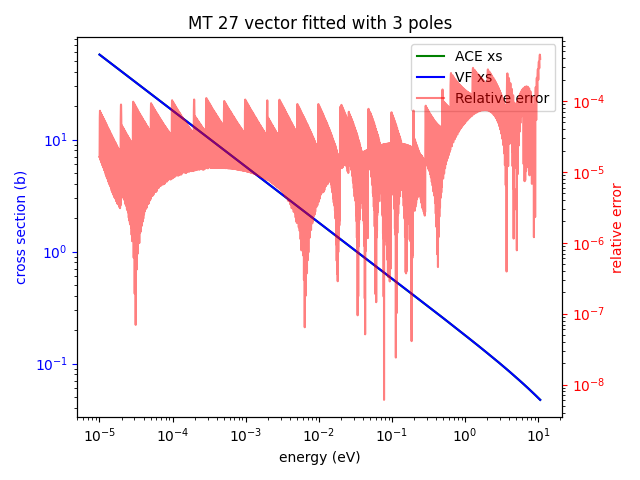 MT 27 vector fitted with 3 poles
ACE xs
VF xs
Relative error
cross section (b)
10¹
10⁰
10⁻¹
relative error
10⁻⁴
10⁻⁵
10⁻⁶
10⁻⁷
10⁻⁸
10⁻⁵ 10⁻⁴ 10⁻³ 10⁻² 10⁻¹ 10⁰ 10¹
energy (eV)